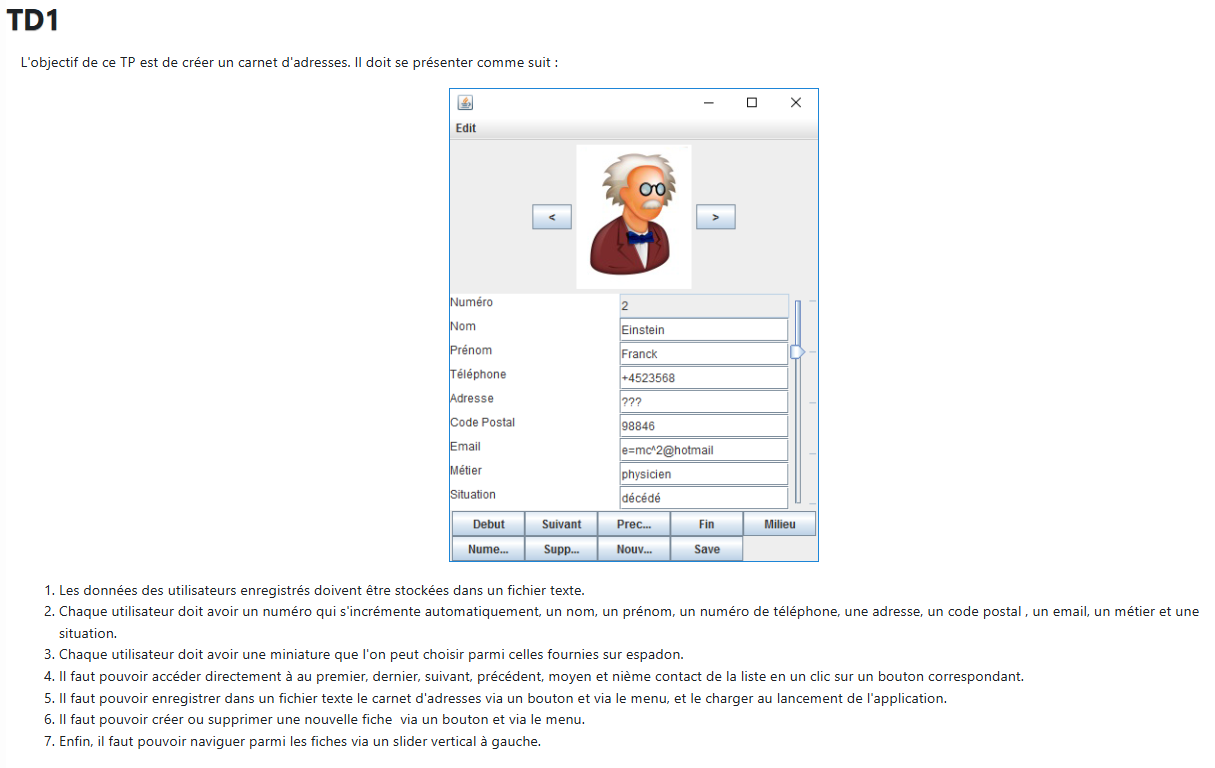 TD1
L'objectif de ce TP est de créer un carnet d'adresses. Il doit se présenter comme suit :
Edit
<
>
Numéro
2
Nom
Einstein
Prénom
Franck
Téléphone
+4523568
Adresse
???
Code Postal
98846
Email
e=mc^2@hotmail
Métier
physicien
Situation
décédé
Debut Suivant Prec... Fin Milieu
Nume... Supp... Nouv... Save
1. Les données des utilisateurs enregistrés doivent être stockées dans un fichier texte.
2. Chaque utilisateur doit avoir un numéro qui s'incrémente automatiquement, un nom, un prénom, un numéro de téléphone, une adresse, un code postal , un email, un métier et une
situation.
3. Chaque utilisateur doit avoir une miniature que l'on peut choisir parmi celles fournies sur espadon.
4. Il faut pouvoir accéder directement à au premier, dernier, suivant, précédent, moyen et nième contact de la liste en un clic sur un bouton correspondant.
5. Il faut pouvoir enregistrer dans un fichier texte le carnet d'adresses via un bouton et via le menu, et le charger au lancement de l'application.
6. Il faut pouvoir créer ou supprimer une nouvelle fiche  via un bouton et via le menu.
7. Enfin, il faut pouvoir naviguer parmi les fiches via un slider vertical à gauche.